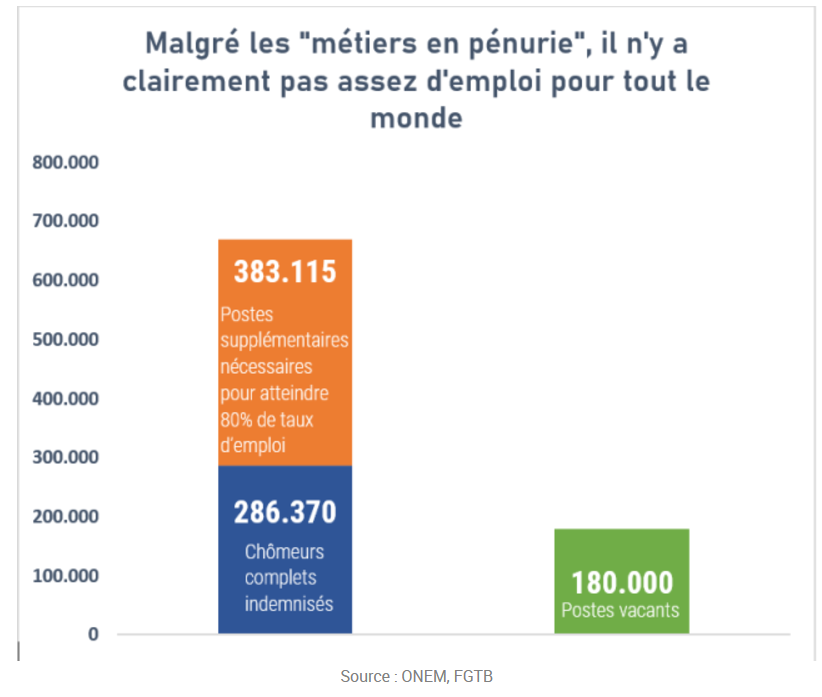 Malgré les "métiers en pénurie", il n'y a
clairement pas assez d'emploi pour tout le
monde
800.000
700.000
600.000
500.000
400.000
300.000
200.000
100.000
0
383.115
Postes
supplémentaires
nécessaires
pour atteindre
80% de taux
d'emploi
286.370
Chômeurs
complets
indemnisés
180.000
Postes vacants
Source : ONEM, FGTB